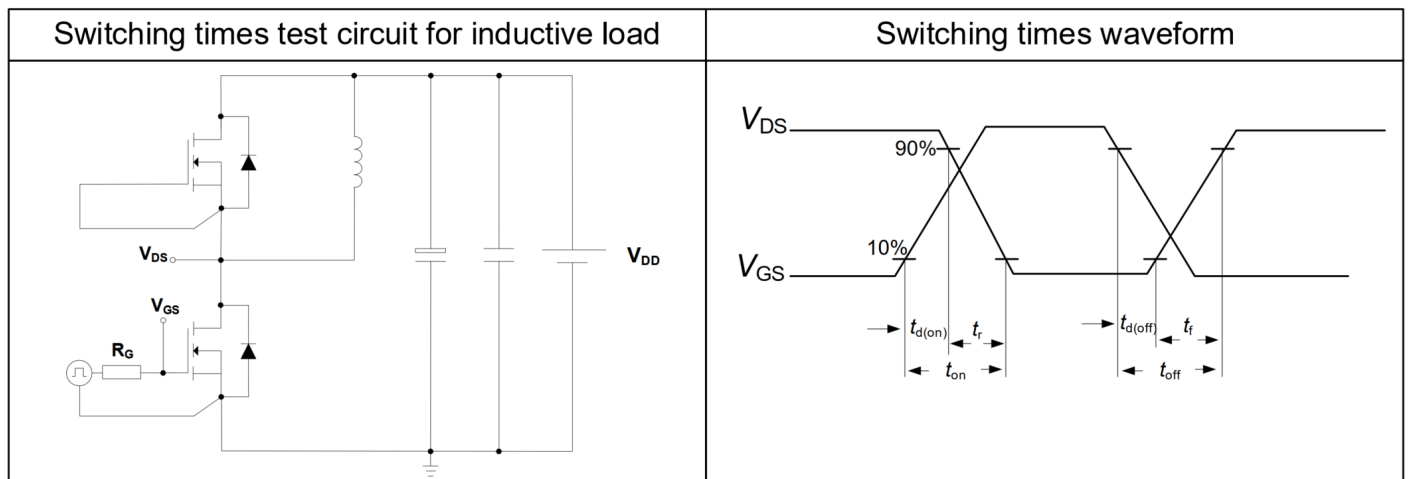 Switching times test circuit for inductive load
Switching times waveform
VDS
VDD
VGS
RG
VDS
90%
10%
VGS
td(on)
tr
td(off)
tf
ton
toff